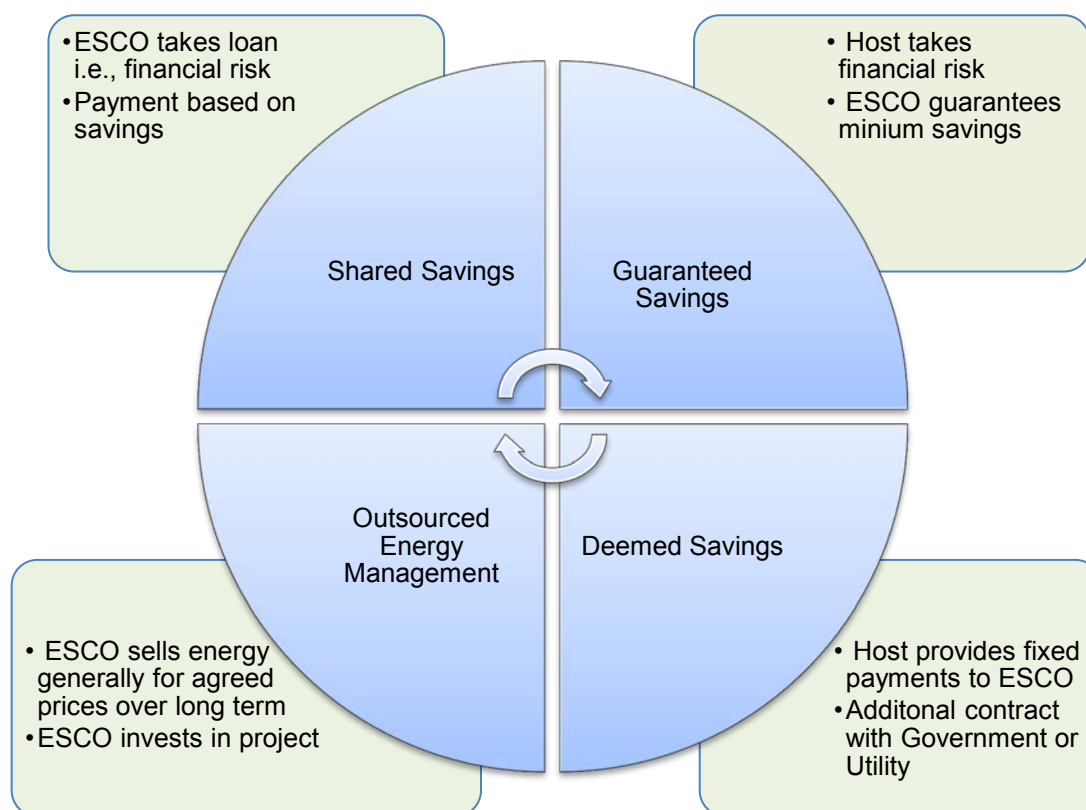 •ESCO takes loan
i.e., financial risk
•Payment based on
savings
• Host takes
financial risk
• ESCO guarantees
minium savings
Shared Savings
Guaranteed
Savings
Outsourced
Energy
Management
Deemed Savings
• ESCO sells energy
generally for agreed
prices over long term
•ESCO invests in project
• Host provides fixed
payments to ESCO
•Additonal contract
with Government or
Utility